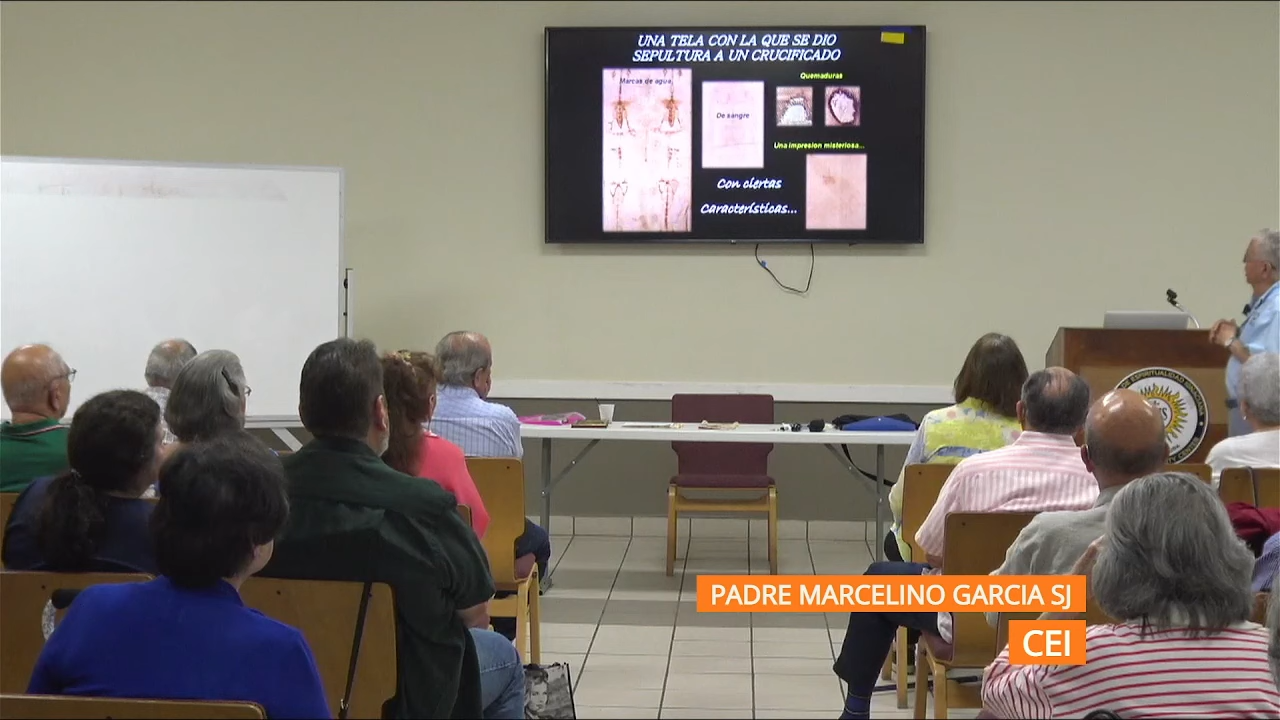 UNA TELA CON LA QUE SE DIO
SEPULTURA A UN CRUCIFICADO
Marcas de agua
De sangre
Quemaduras
Una impresion misteriosa...
Con ciertas
Características...
PADRE MARCELINO GARCIA SJ
CEI